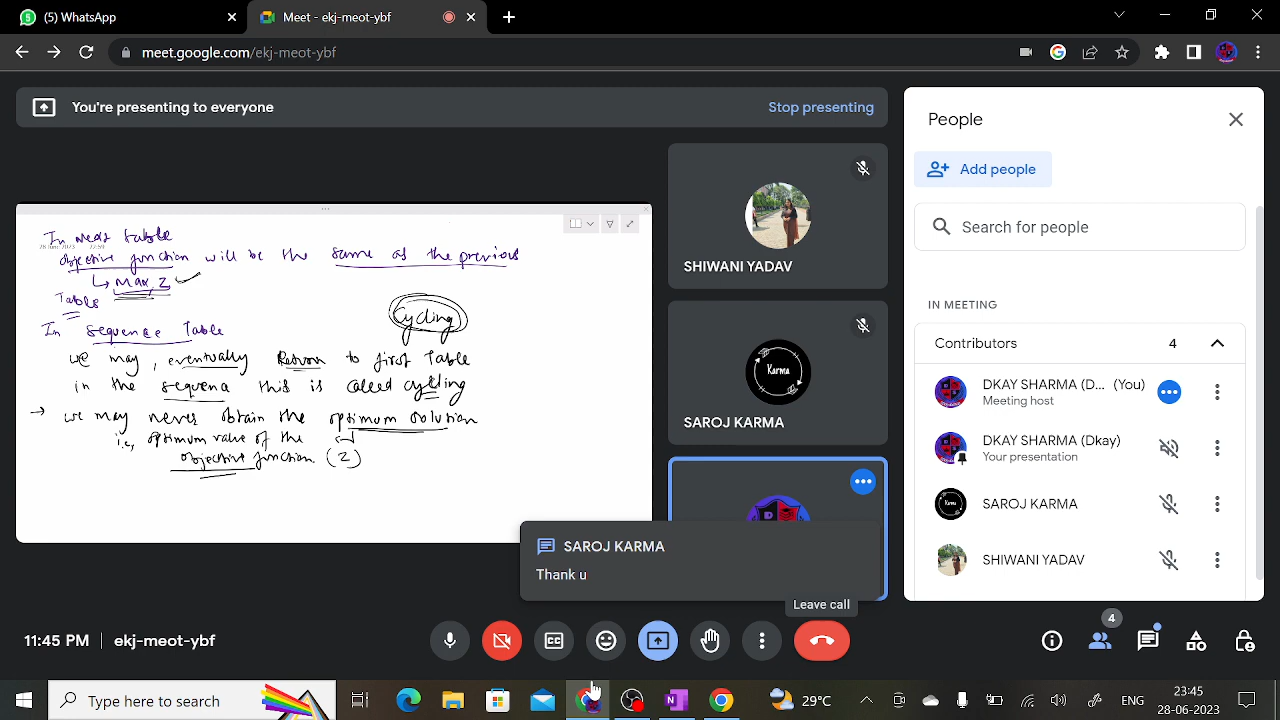 (5) WhatsApp
Meet - ekj-meot-ybf
meet.google.com/ekj-meot-ybf
You're presenting to everyone
Stop presenting
In next table
objective function will be the same as the previous
↳ Max, Z ✓
Table
In sequence Table
Cycling
we may, eventually Return to first Table
in the sequence this is called cycling
→ we may never obtain the optimum solution
i.e., optimum value of the
objective function. (Z)
SHIWANI YADAV
SAROJ KARMA
SAROJ KARMA
Thank u
Leave call
People
Add people
Search for people
IN MEETING
Contributors 4
DKAY SHARMA (D... (You)
Meeting host
DKAY SHARMA (Dkay)
Your presentation
SAROJ KARMA
SHIWANI YADAV
11:45 PM | ekj-meot-ybf
4
Type here to search
29°C
ENG
23:45
28-06-2023